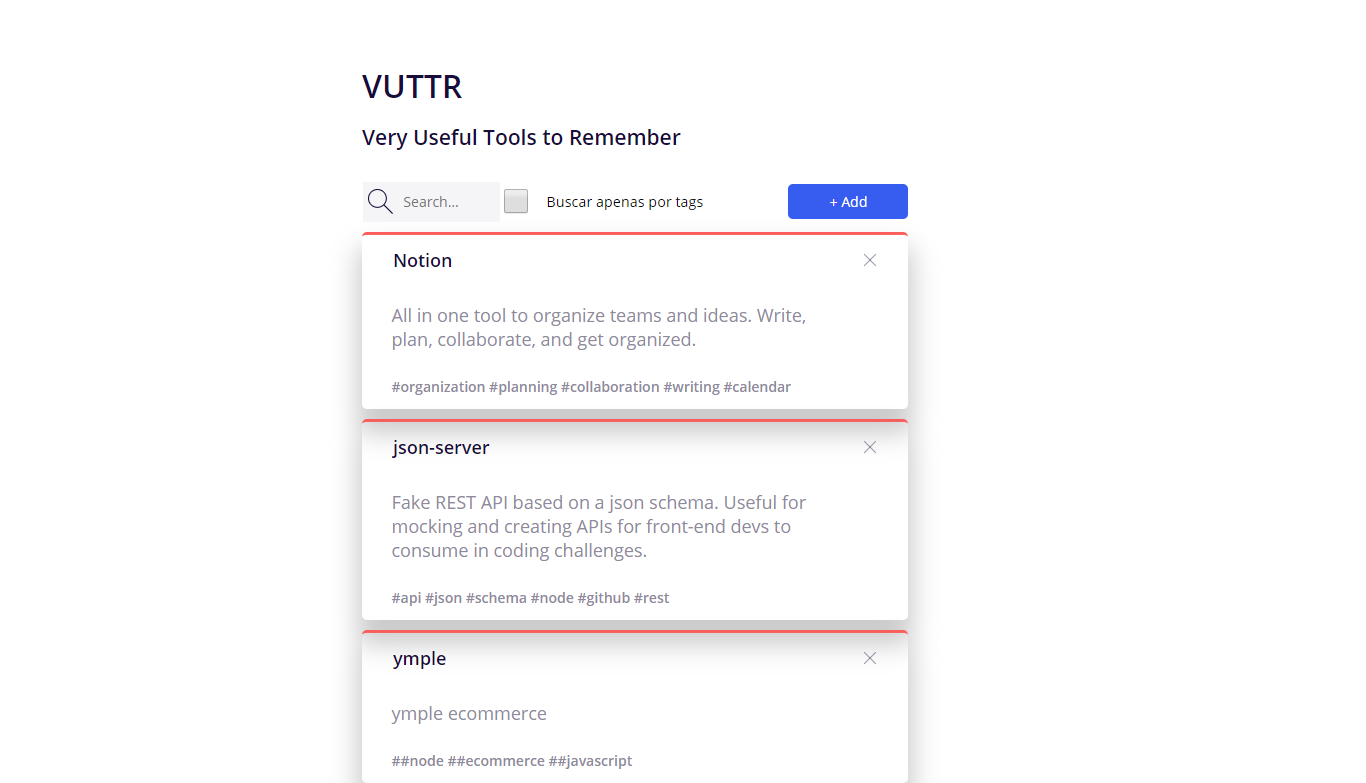 VUTTR
Very Useful Tools to Remember
Search...
Buscar apenas por tags
+ Add
Notion
All in one tool to organize teams and ideas. Write,
plan, collaborate, and get organized.
#organization #planning #collaboration #writing #calendar
json-server
Fake REST API based on a json schema. Useful for
mocking and creating APIs for front-end devs to
consume in coding challenges.
#api #json #schema #node #github #rest
ymple
ymple ecommerce
##node ##ecommerce ##javascript